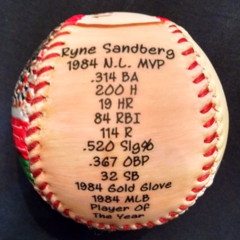 Ryne Sandberg
1984 N.L. MVP
.314 BA
200 H
19 HR
84 RBI
114 R
.520 Slg%
.367 OBP
32 SB
1984 Gold Glove
1984 MLB
Player Of
The Year